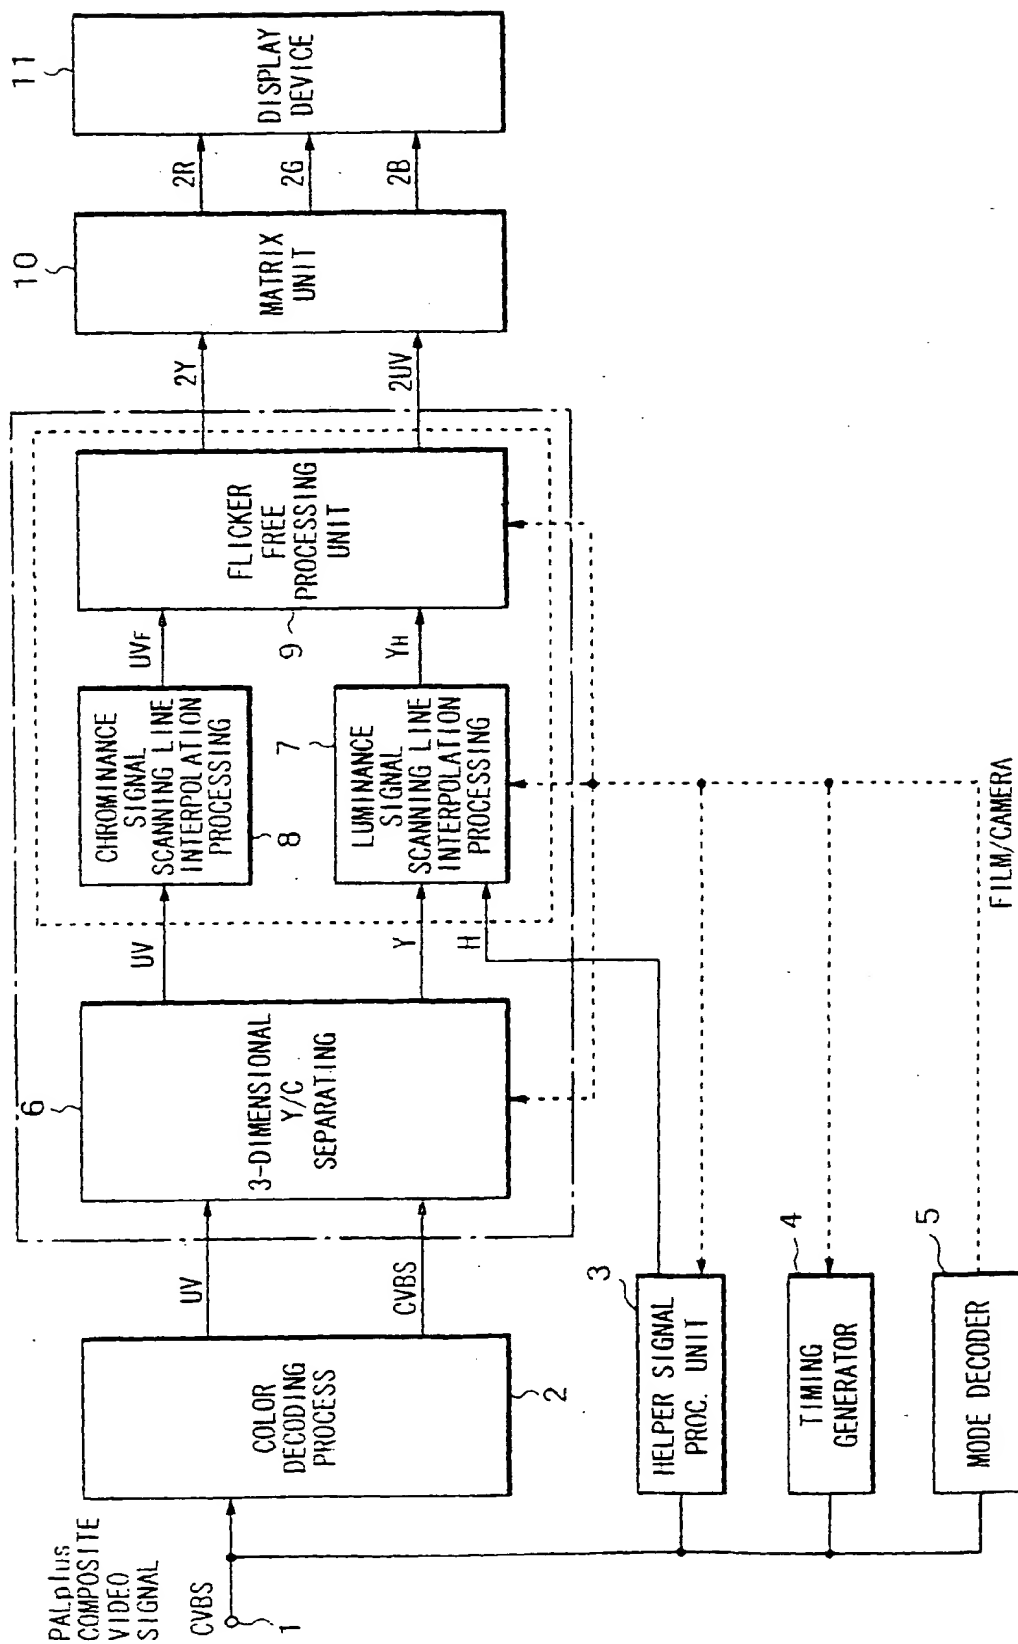 PALplus
COMPOSITE
VIDEO
SIGNAL
CVBS
1
COLOR
DECODING
PROCESS
2
UV
CVBS
6
3-DIMENSIONAL
Y/C
SEPARATING
UV
Y
H
CHROMINANCE
SIGNAL
SCANNING LINE
INTERPOLATION
PROCESSING
8
LUMINANCE
SIGNAL
SCANNING LINE
INTERPOLATION
PROCESSING
7
UVF
YH
FLICKER
FREE
PROCESSING
UNIT
9
2Y
2UV
10
MATRIX
UNIT
2R
2G
2B
11
DISPLAY
DEVICE
3
HELPER SIGNAL
PROC. UNIT
4
TIMING
GENERATOR
5
MODE DECODER
FILM/CAMERA